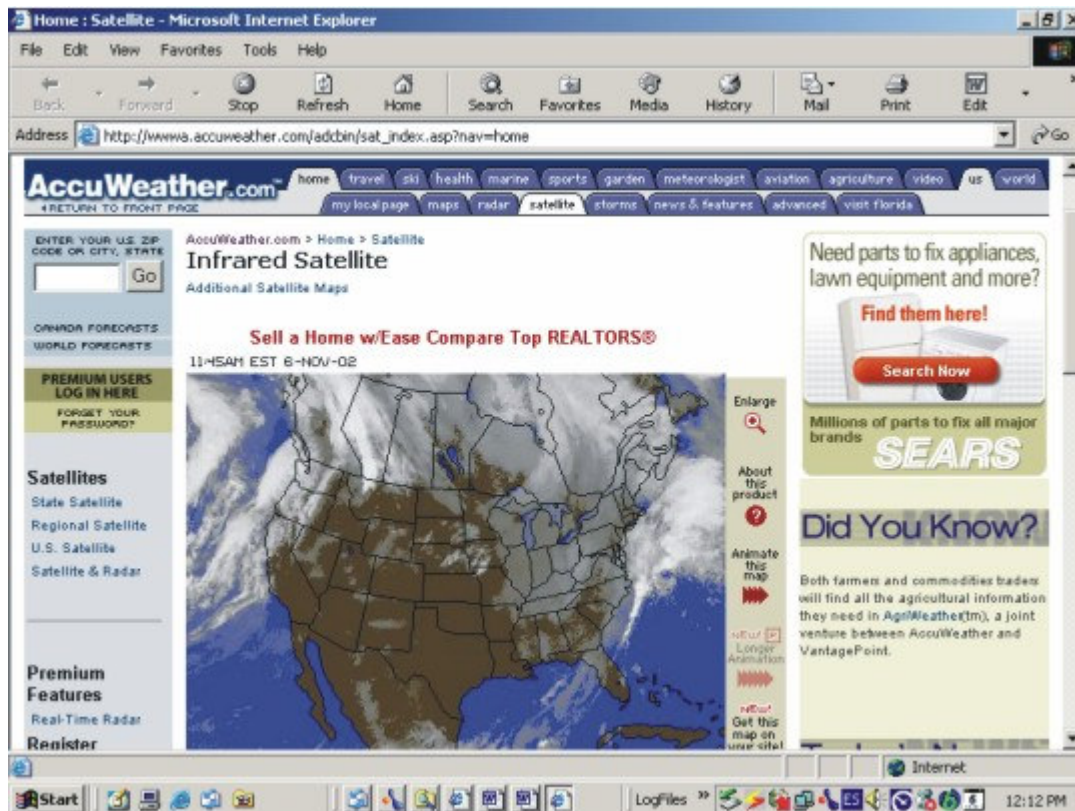 Home : Satellite - Microsoft Internet Explorer
File Edit View Favorites Tools Help
Back Forward Stop Refresh Home Search Favorites Media History Mail Print Edit
Address http://wwwa.accuweather.com/adcbin/sat_index.asp?nav=home Go
AccuWeather.com™
home travel ski health marine sports garden meteorologist aviation agriculture video us world
RETURN TO FRONT PAGE
my local page maps radar satellite storms news & features advanced visit florida
ENTER YOUR U.S. ZIP
CODE OR CITY, STATE
Go
CANADA FORECASTS
WORLD FORECASTS
PREMIUM USERS
LOG IN HERE
FORGET YOUR
PASSWORD?
Satellites
State Satellite
Regional Satellite
U.S. Satellite
Satellite & Radar
Premium
Features
Real-Time Radar
Register
AccuWeather.com > Home > Satellite
Infrared Satellite
Additional Satellite Maps
Sell a Home w/Ease Compare Top REALTORS®
11:45AM EST 6-NOV-02
Enlarge
About
this
product
?
Animate
this
map
NEW!
Longer
Animation
NEW!
Get this
map on
your site!
Need parts to fix appliances,
lawn equipment and more?
Find them here!
Search Now
Millions of parts to fix all major
brands
SEARS
Did You Know?
Both farmers and commodities traders
will find all the agricultural information
they need in AgriWeather(tm), a joint
venture between AccuWeather and
VantagePoint.
Internet
Start LogFiles » ES 12:12 PM